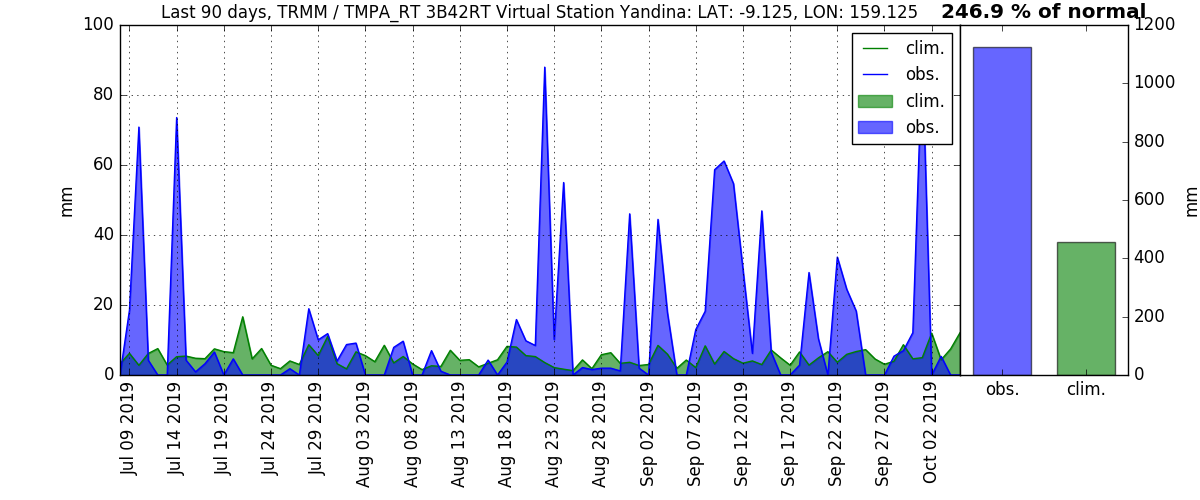 Last 90 days, TRMM / TMPA_RT 3B42RT Virtual Station Yandina: LAT: -9.125, LON: 159.125
246.9 % of normal
100
80
60
40
20
0
mm
clim.
obs.
clim.
obs.
1200
1000
800
600
400
200
0
mm
obs.
clim.
Jul 09 2019
Jul 14 2019
Jul 19 2019
Jul 24 2019
Jul 29 2019
Aug 03 2019
Aug 08 2019
Aug 13 2019
Aug 18 2019
Aug 23 2019
Aug 28 2019
Sep 02 2019
Sep 07 2019
Sep 12 2019
Sep 17 2019
Sep 22 2019
Sep 27 2019
Oct 02 2019